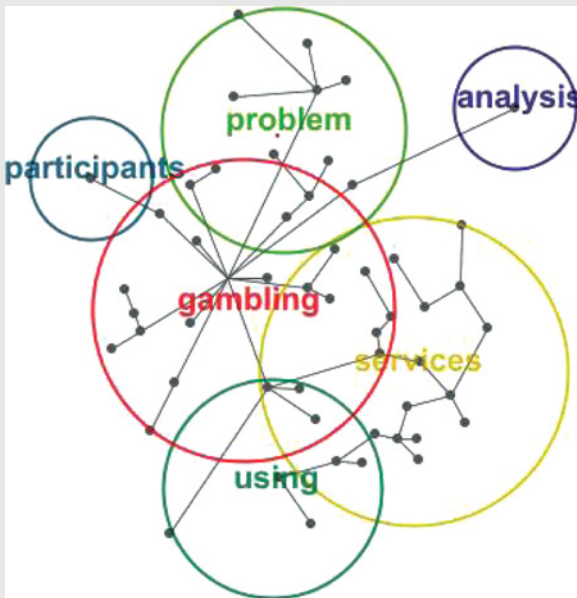 analysis
problem
participants
gambling
services
using